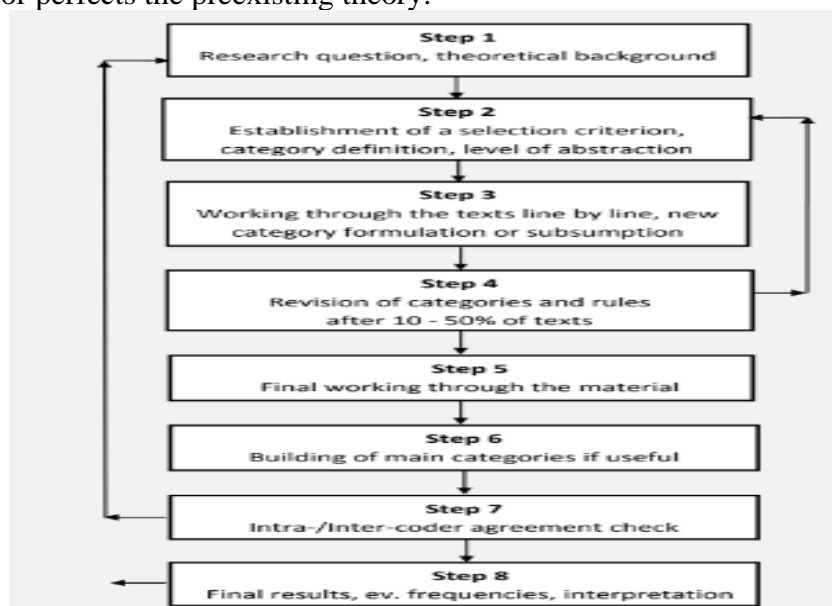 or perfects the preexisting theory.
Step 1
Research question, theoretical background
Step 2
Establishment of a selection criterion,
category definition, level of abstraction
Step 3
Working through the texts line by line, new
category formulation or subsumption
Step 4
Revision of categories and rules
after 10 - 50% of texts
Step 5
Final working through the material
Step 6
Building of main categories if useful
Step 7
Intra-/Inter-coder agreement check
Step 8
Final results, ev. frequencies, interpretation